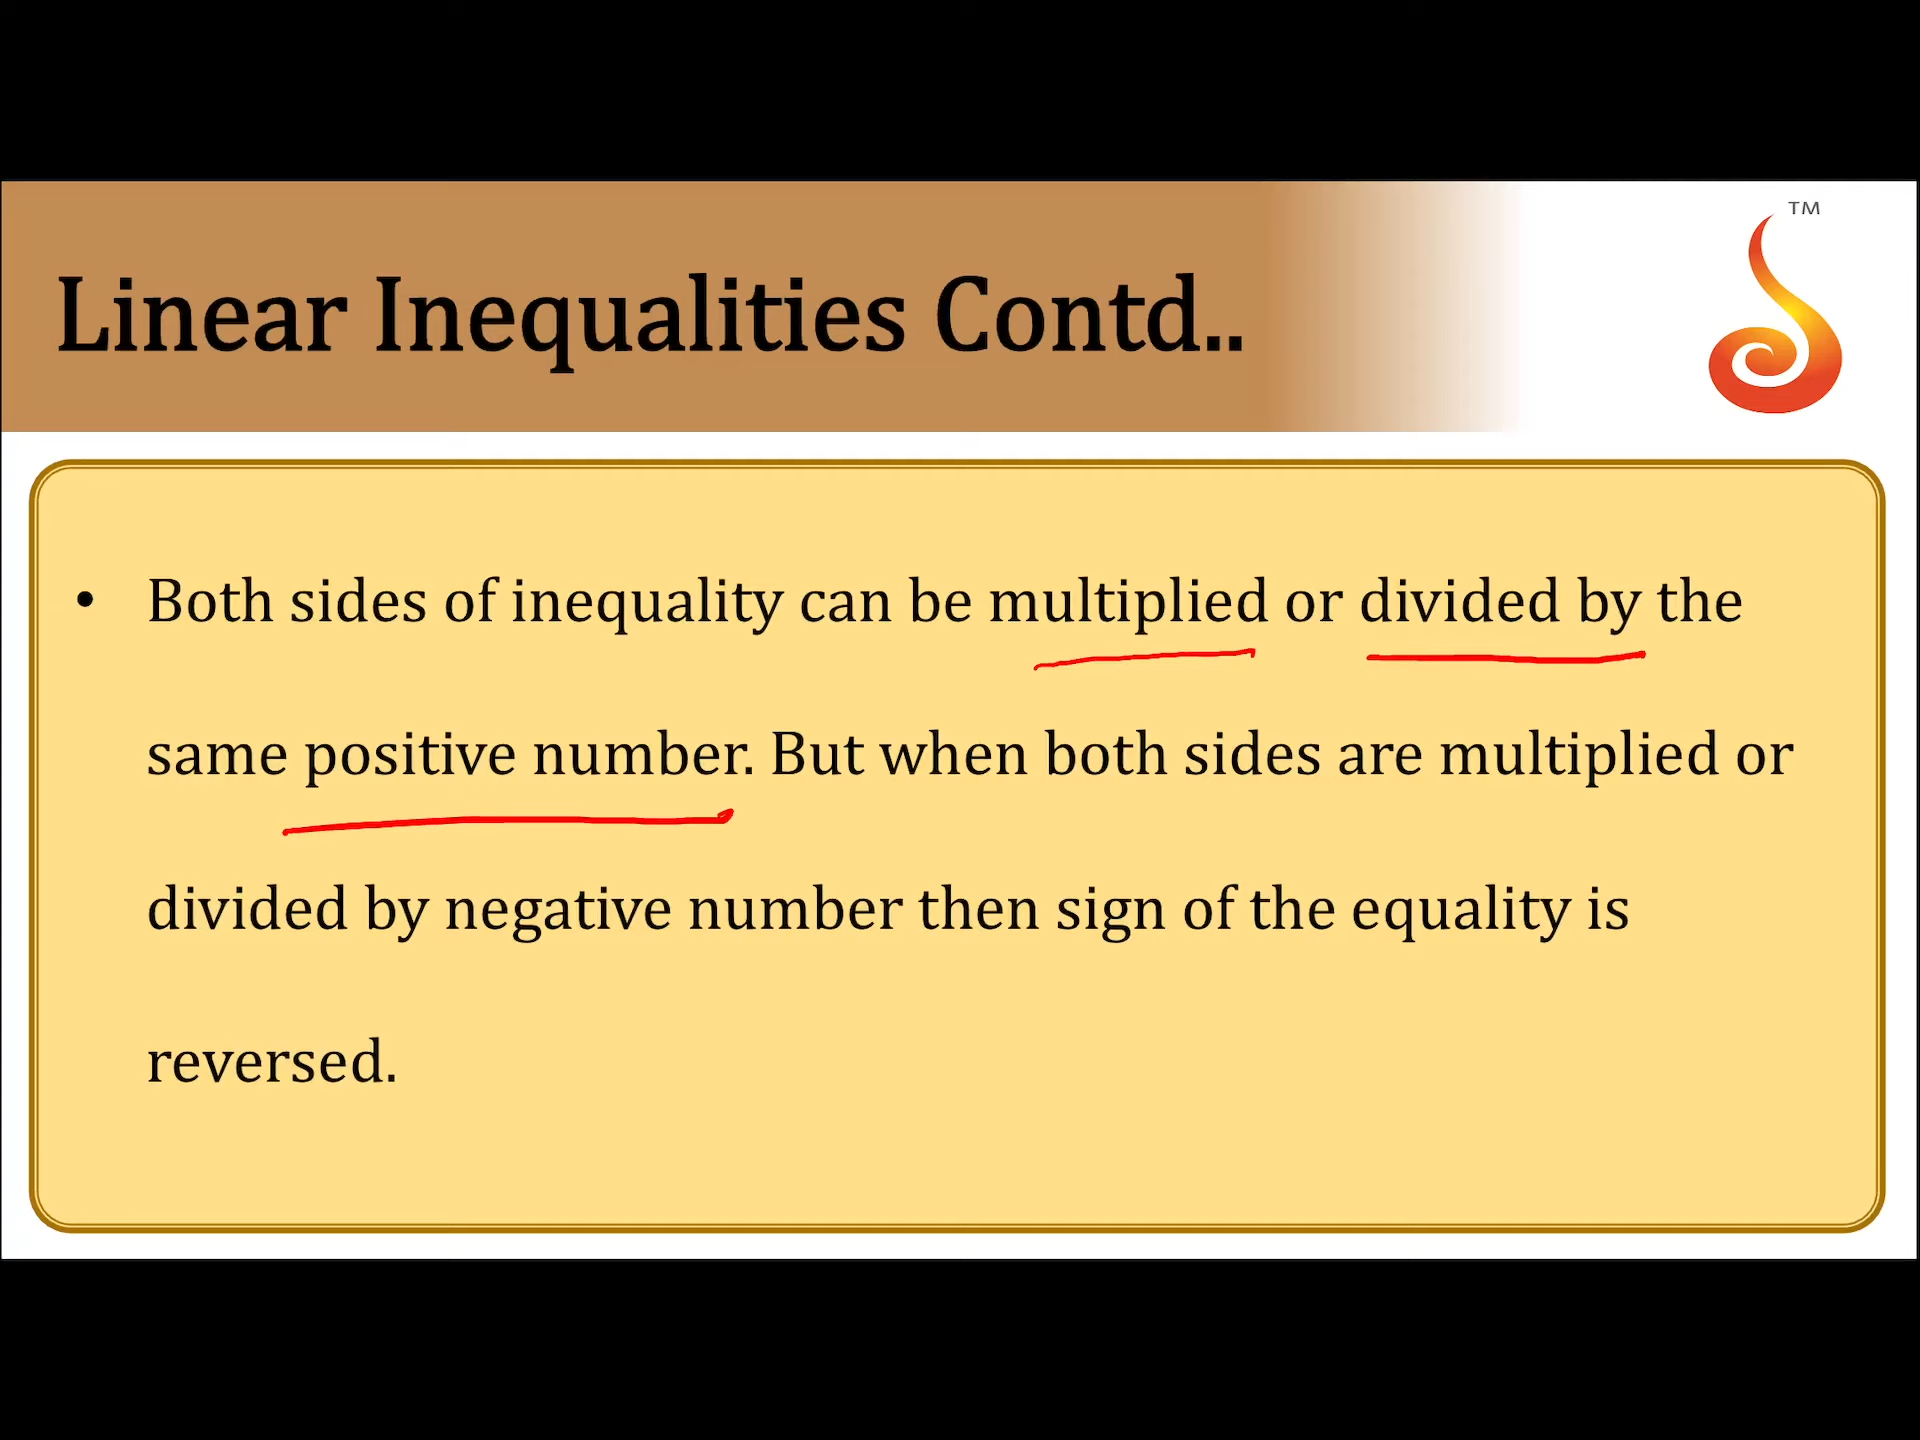 TM
Linear Inequalities Contd..
• Both sides of inequality can be multiplied or divided by the
same positive number. But when both sides are multiplied or
divided by negative number then sign of the equality is
reversed.